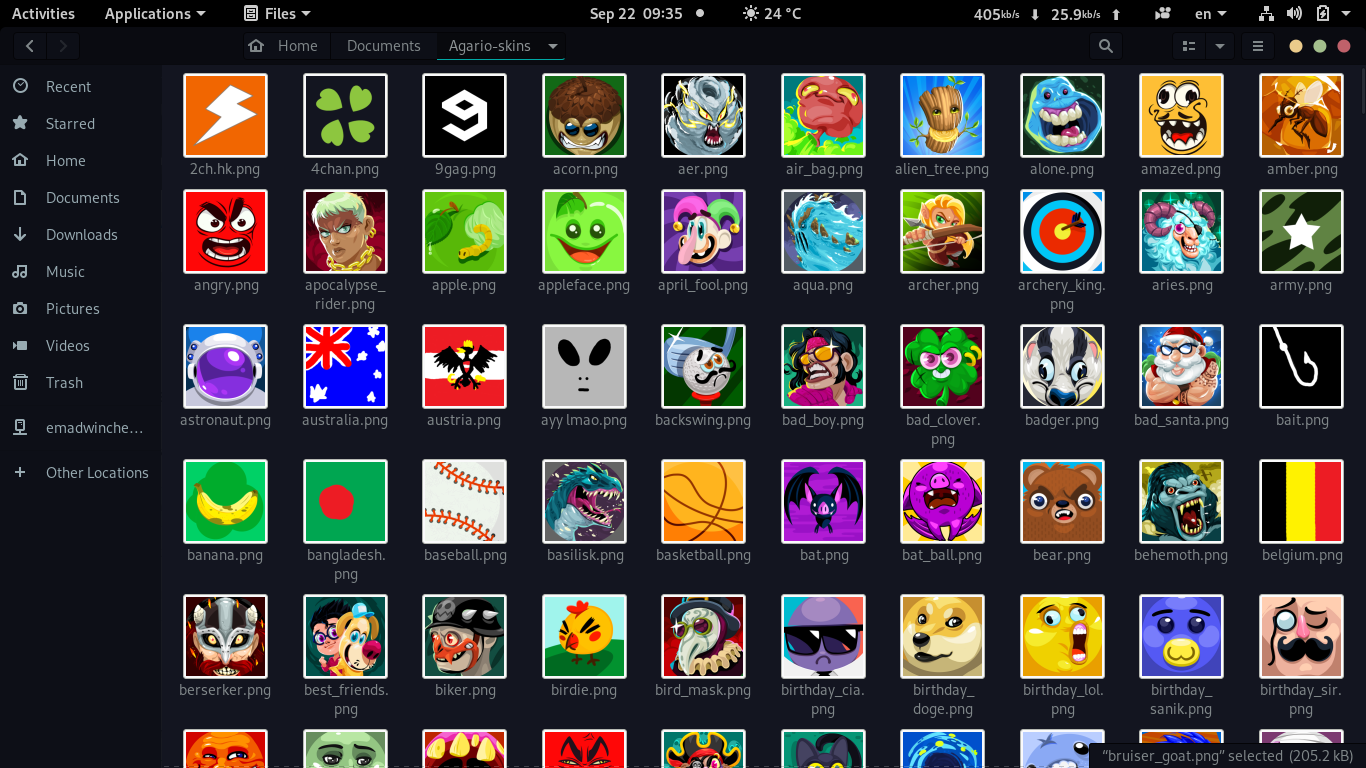 Activities Applications Files Sep 22 09:35 24 °C 405kb/s 25.9kb/s en
Home Documents Agario-skins
Recent
Starred
Home
Documents
Downloads
Music
Pictures
Videos
Trash
emadwinche…
Other Locations
2ch.hk.png 4chan.png 9gag.png acorn.png aer.png air_bag.png alien_tree.png alone.png amazed.png amber.png
angry.png apocalypse_ apple.png appleface.png april_fool.png aqua.png archer.png archery_king. aries.png army.png
rider.png png
astronaut.png australia.png austria.png ayy lmao.png backswing.png bad_boy.png bad_clover. badger.png bad_santa.png bait.png
png
banana.png bangladesh. baseball.png basilisk.png basketball.png bat.png bat_ball.png bear.png behemoth.png belgium.png
png
berserker.png best_friends. biker.png birdie.png bird_mask.png birthday_cia. birthday_ birthday_lol. birthday_ birthday_sir.
png png doge.png png sanik.png png
“bruiser_goat.png” selected (205.2 kB)